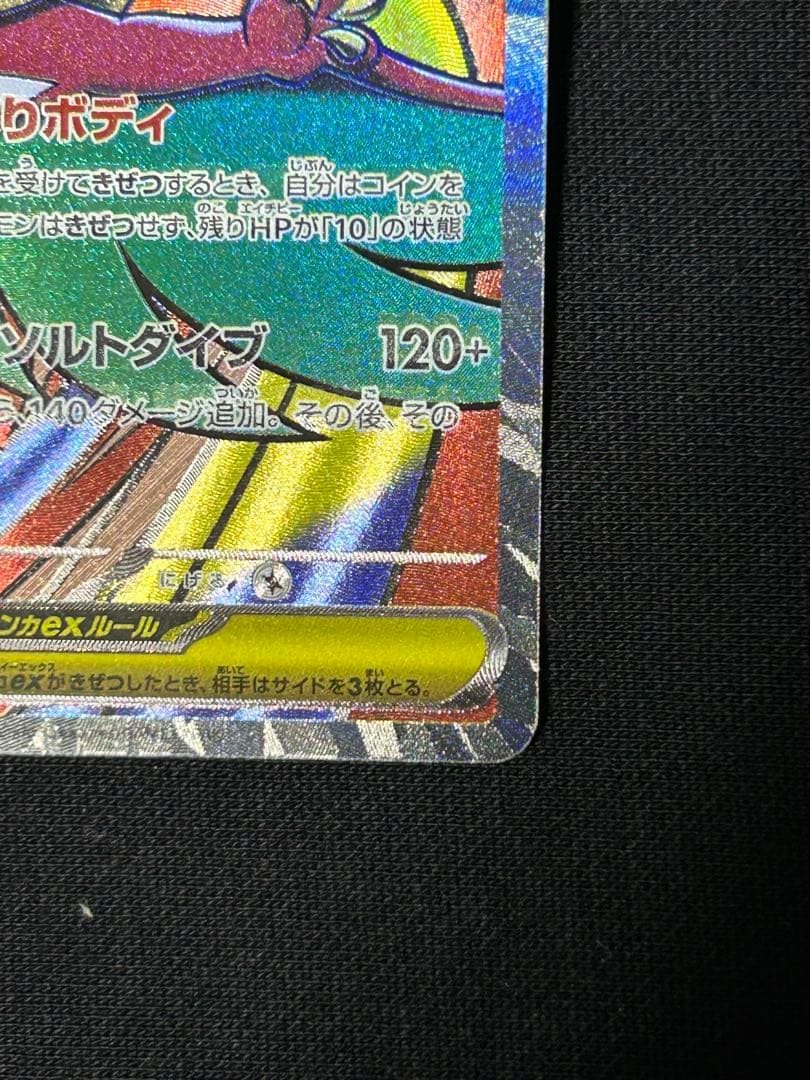 りボディ
を受けてきぜつするとき、自分はコインを
モンはきぜつせず、残りHPが「10」の状態
ソルトダイブ 120+
、140ダメージ追加。その後、その
にげる
ンカexルール
exがきぜつしたとき、相手はサイドを3枚とる。